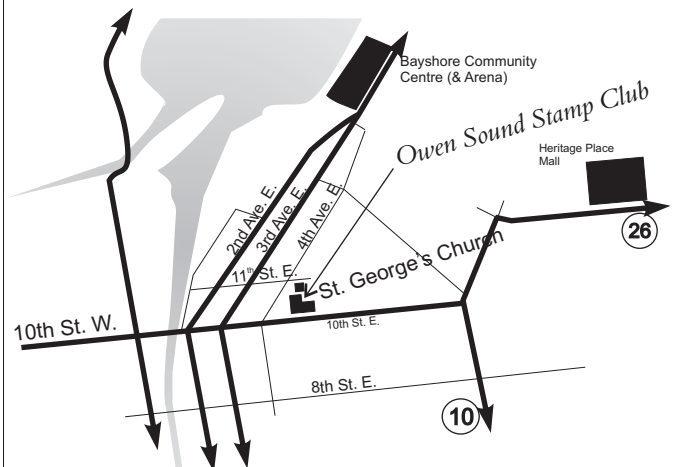 Bayshore Community
Centre (& Arena)
Owen Sound Stamp Club
Heritage Place
Mall
26
2nd Ave. E.
3rd Ave. E.
4th Ave. E.
11th St. E.
St. George's Church
10th St. W.
10th St. E.
8th St. E.
10